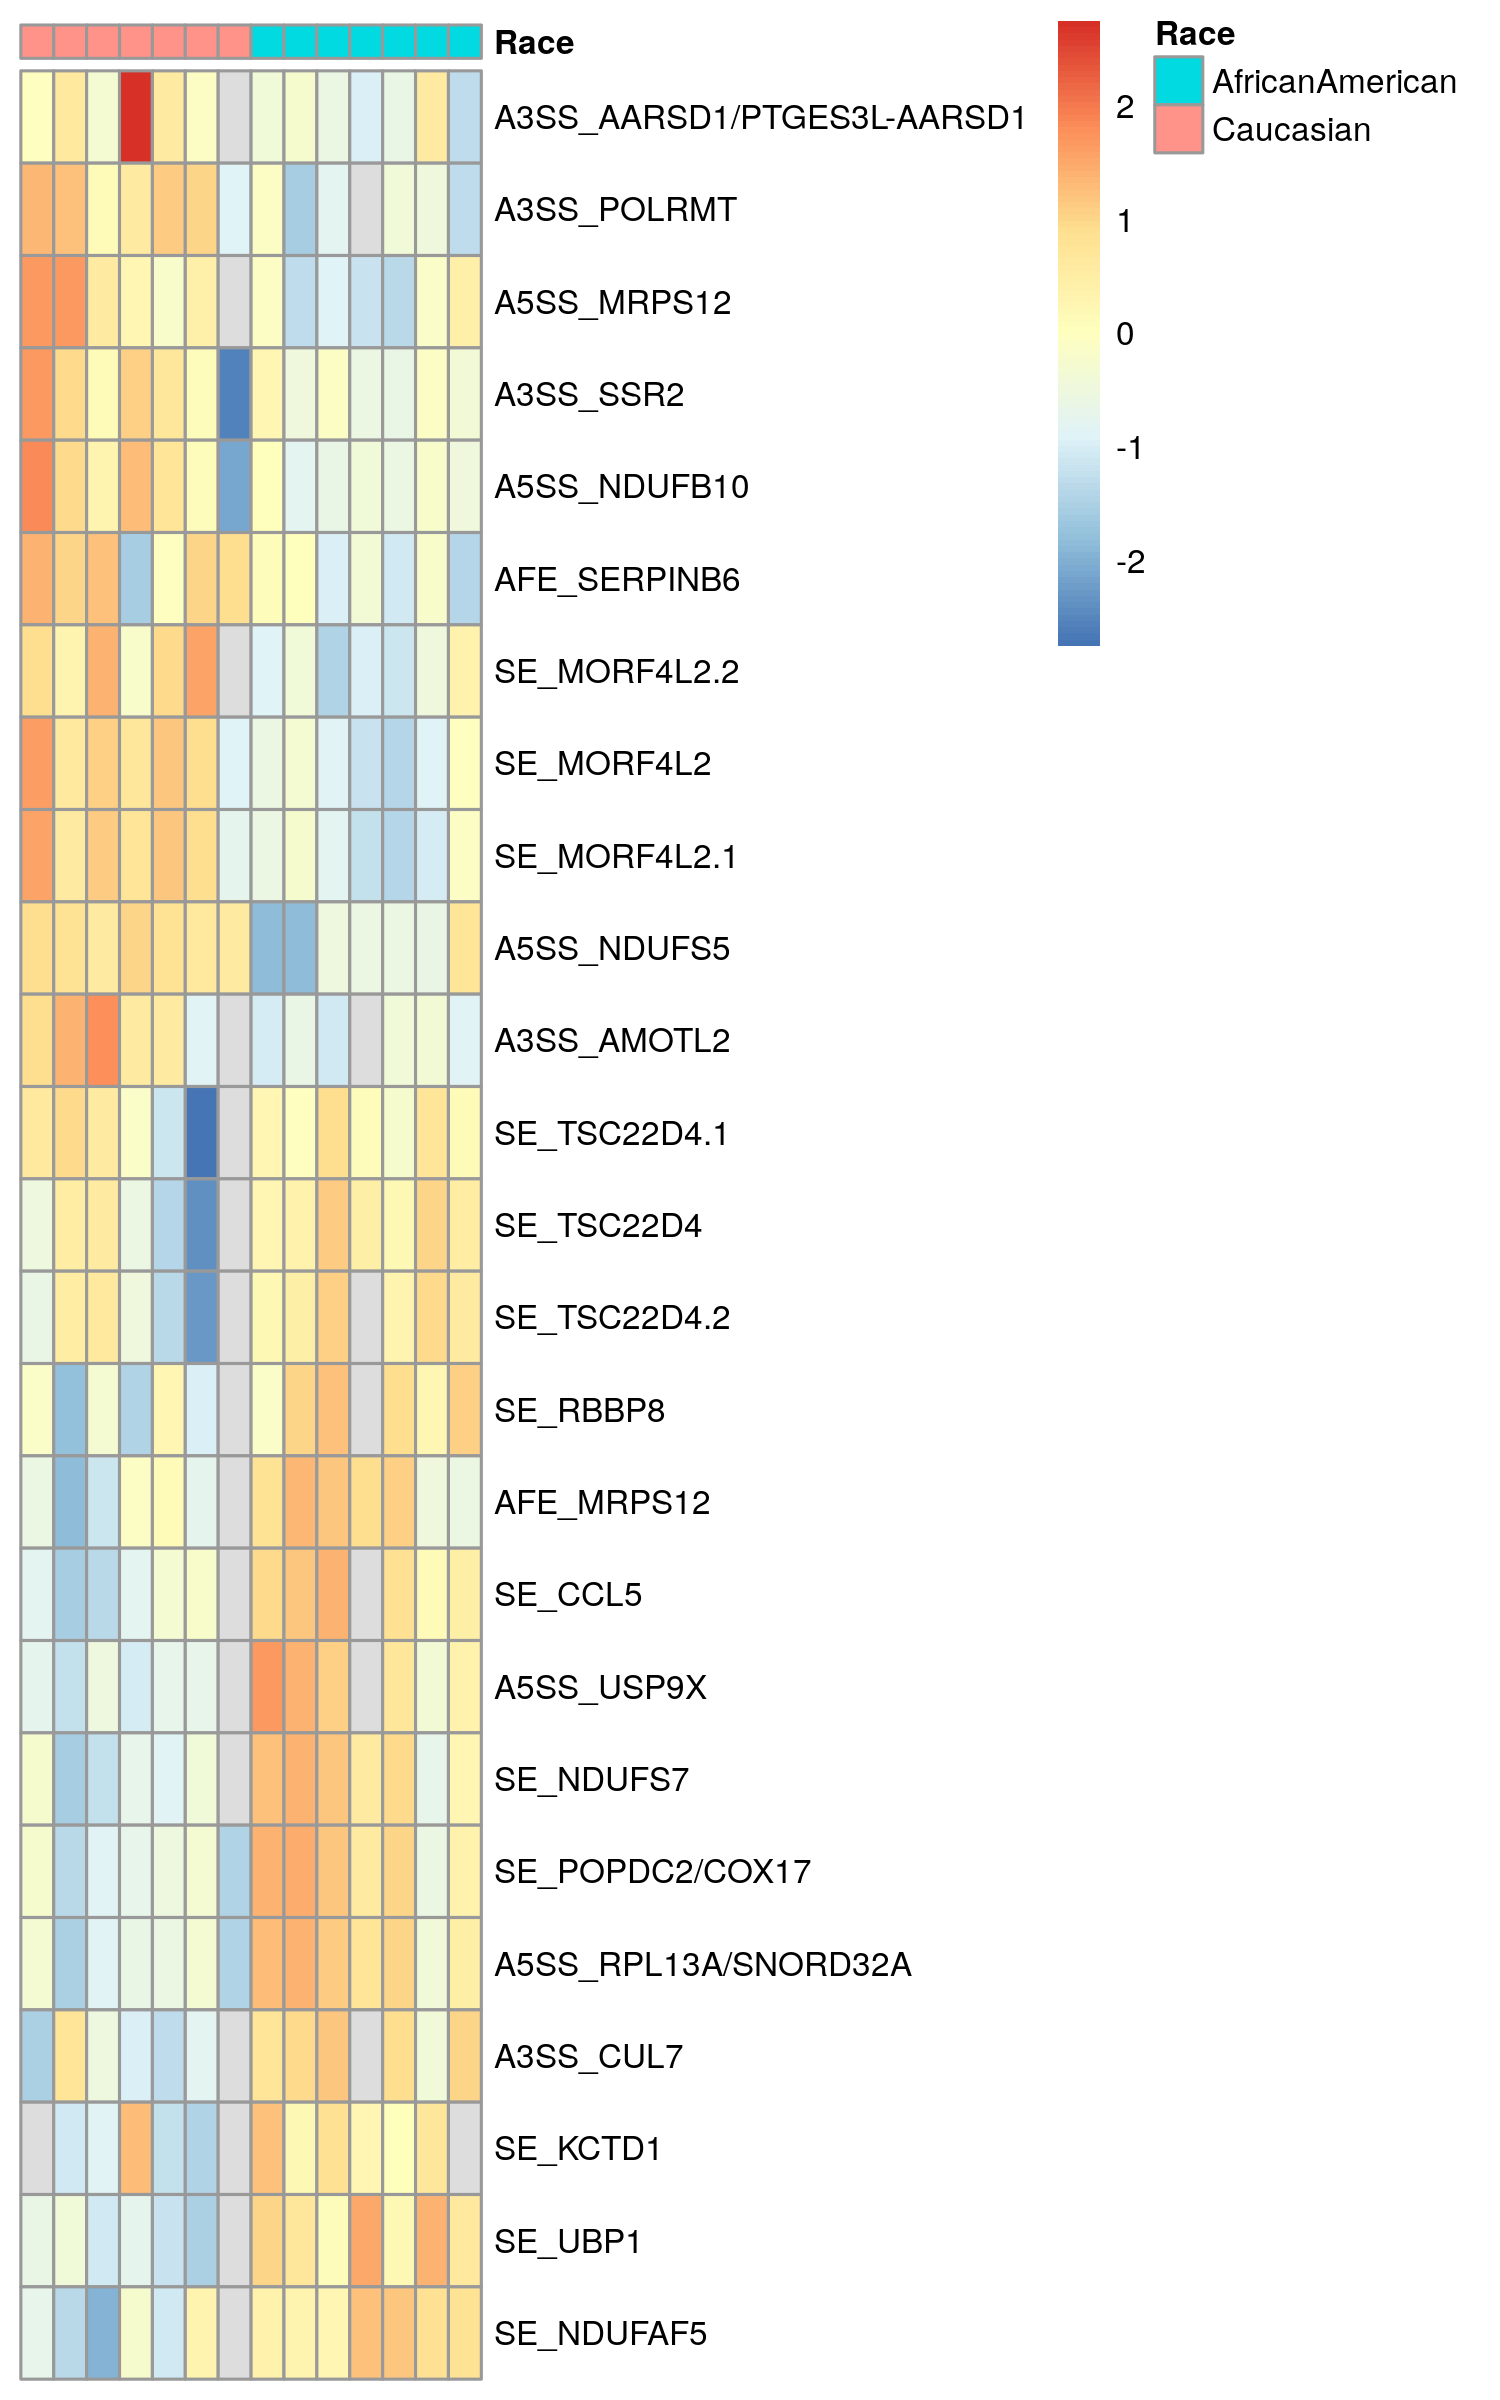 Race
A3SS_AARSD1/PTGES3L-AARSD1
A3SS_POLRMT
A5SS_MRPS12
A3SS_SSR2
A5SS_NDUFB10
AFE_SERPINB6
SE_MORF4L2.2
SE_MORF4L2
SE_MORF4L2.1
A5SS_NDUFS5
A3SS_AMOTL2
SE_TSC22D4.1
SE_TSC22D4
SE_TSC22D4.2
SE_RBBP8
AFE_MRPS12
SE_CCL5
A5SS_USP9X
SE_NDUFS7
SE_POPDC2/COX17
A5SS_RPL13A/SNORD32A
A3SS_CUL7
SE_KCTD1
SE_UBP1
SE_NDUFAF5
2
1
0
-1
-2
Race
AfricanAmerican
Caucasian